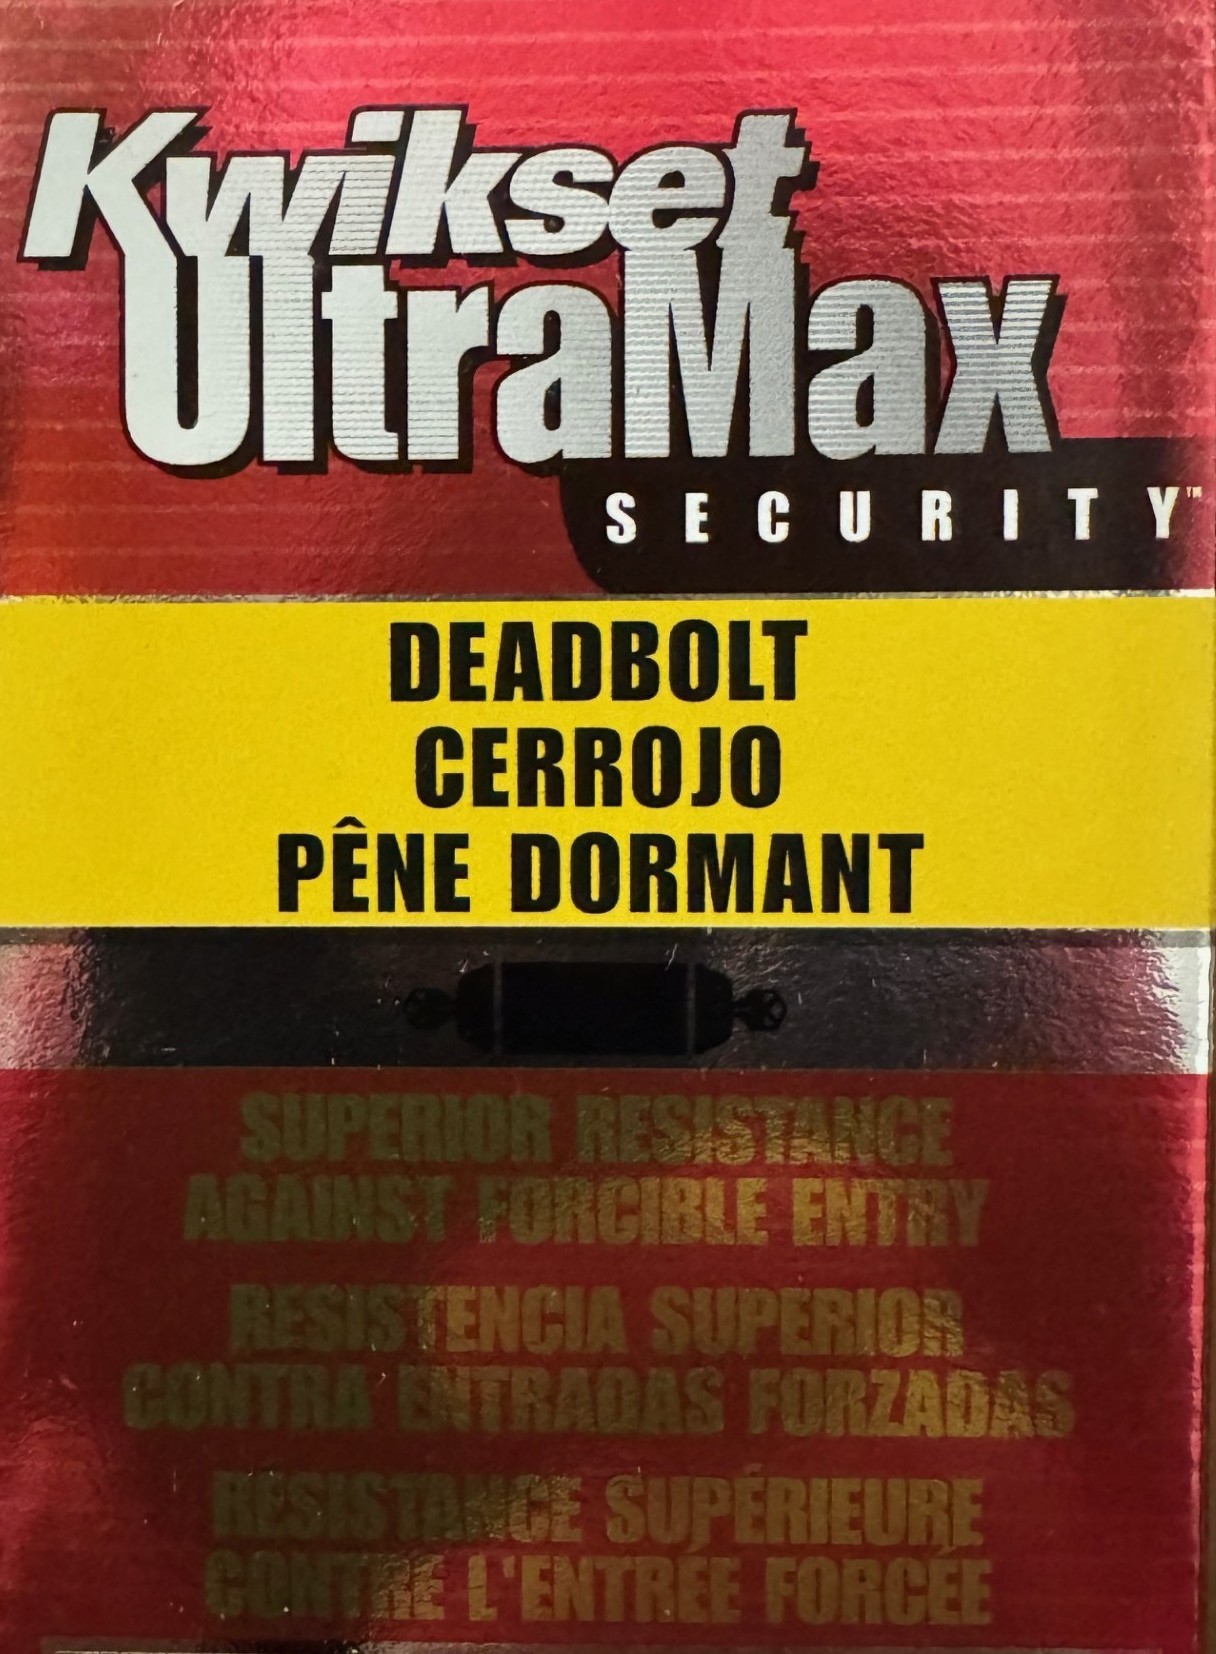 Kwikset
UltraMax
SECURITY™
DEADBOLT
CERROJO
PÊNE DORMANT
SUPERIOR RESISTANCE
AGAINST FORCIBLE ENTRY
RESISTENCIA SUPERIOR
CONTRA ENTRADAS FORZADAS
RÉSISTANCE SUPÉRIEURE
CONTRE L'ENTRÉE FORCÉE